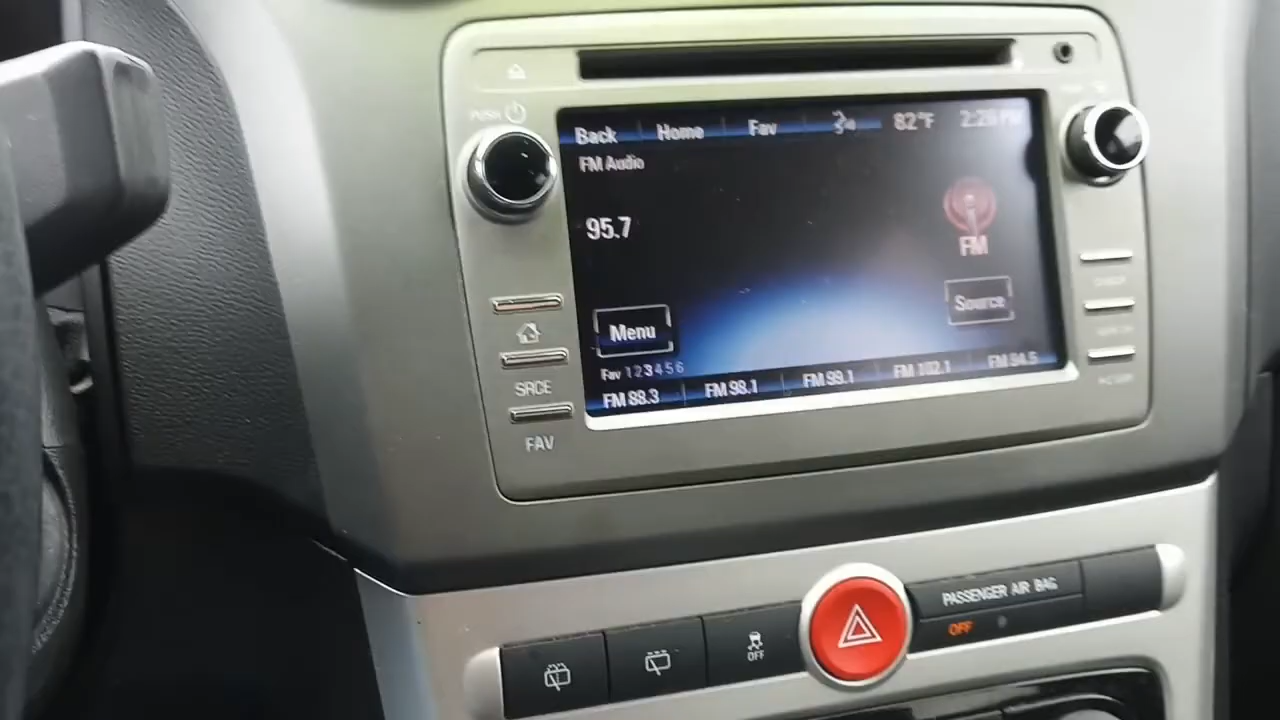 PUSH
Back Home Fav 82°F 2:26 PM
FM Audio
95.7
FM
Menu
Source
Fav 1 2 3 4 5 6
FM 88.3 FM 98.1 FM 99.1 FM 102.1 FM 94.5
SRCE
FAV
OFF
PASSENGER AIR BAG
OFF